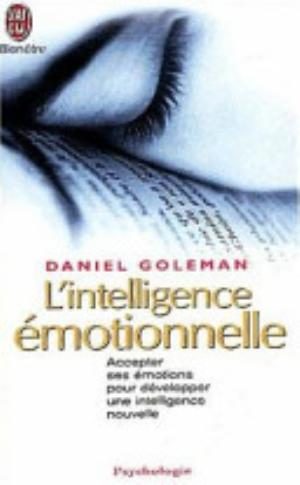 J'AI
LU
Bien-être
DANIEL GOLEMAN
L'intelligence
émotionnelle
Accepter
ses émotions
pour développer
une intelligence
nouvelle
Psychologie